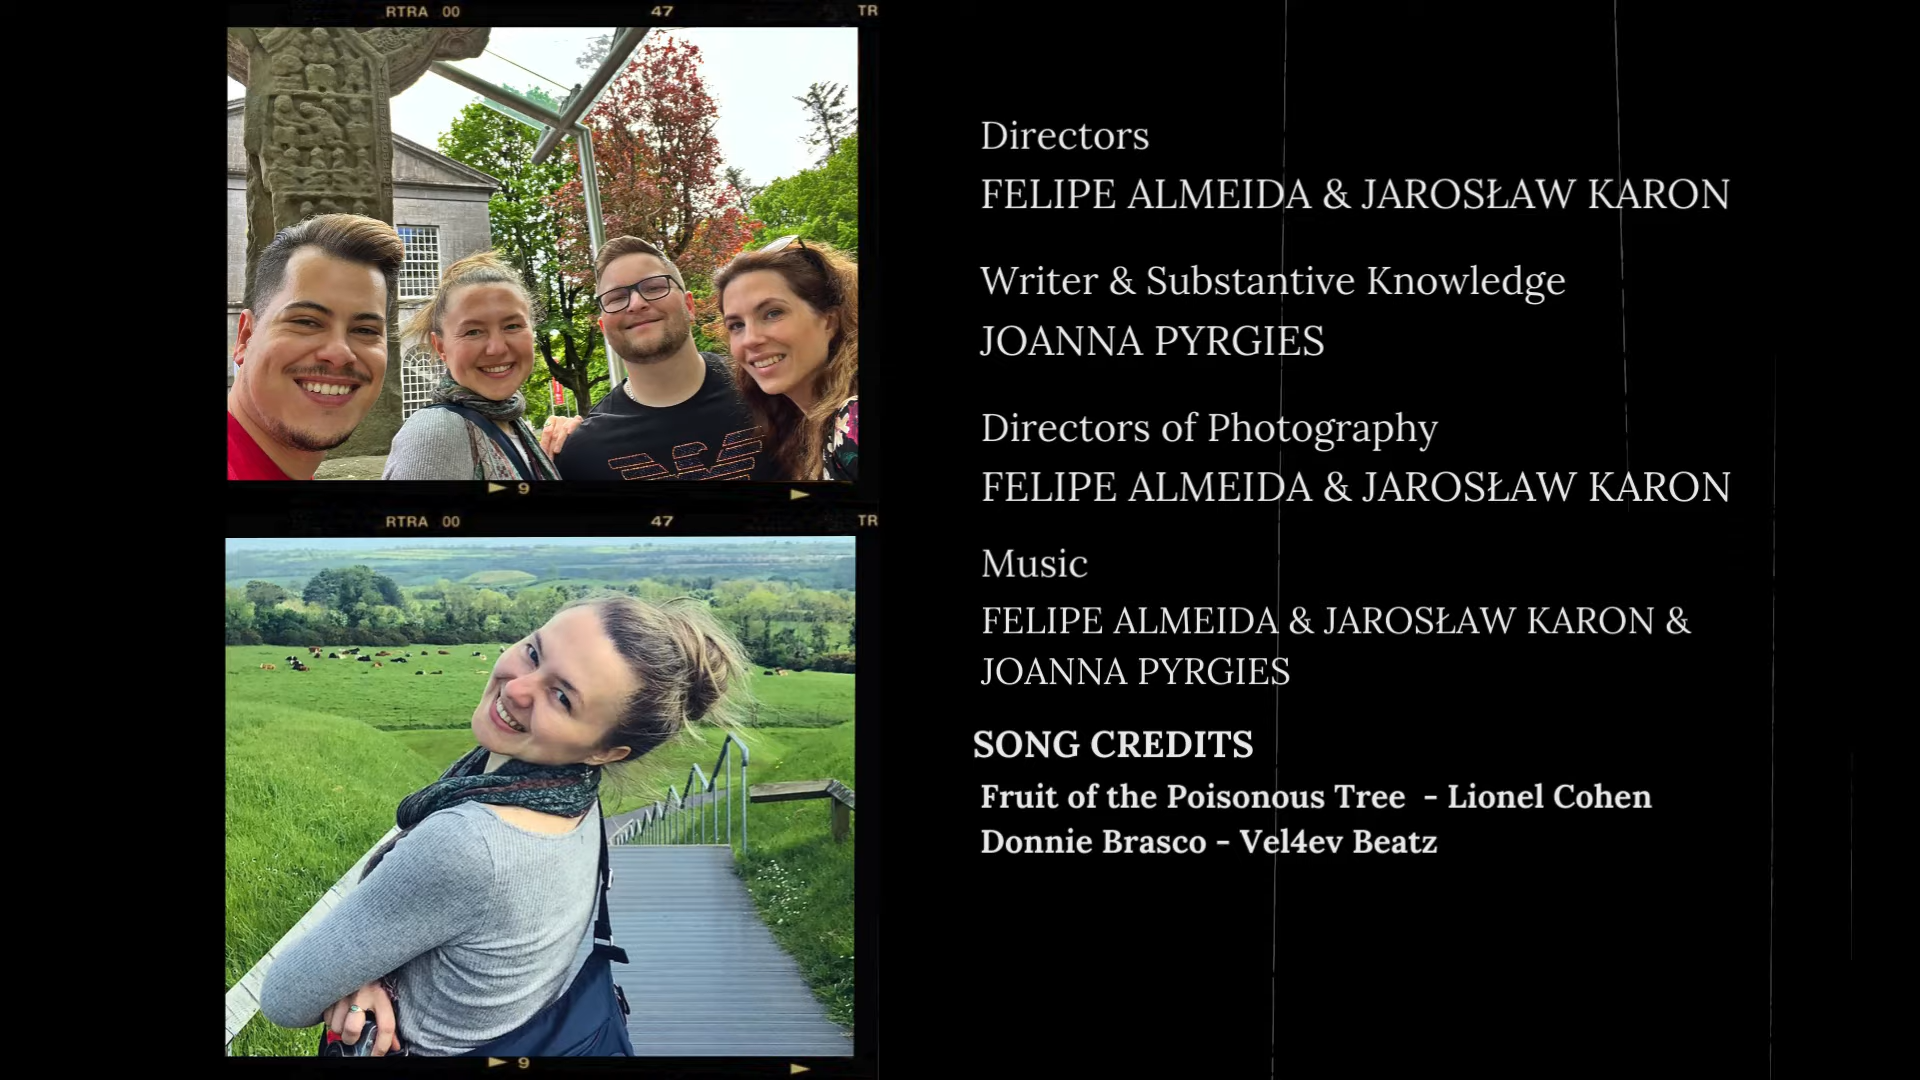 RTRA 00 47 TR
▶ 9 ▶
RTRA 00 47 TR
▶ 9 ▶
Directors
FELIPE ALMEIDA & JAROSŁAW KARON
Writer & Substantive Knowledge
JOANNA PYRGIES
Directors of Photography
FELIPE ALMEIDA & JAROSŁAW KARON
Music
FELIPE ALMEIDA & JAROSŁAW KARON &
JOANNA PYRGIES
SONG CREDITS
Fruit of the Poisonous Tree - Lionel Cohen
Donnie Brasco - Vel4ev Beatz